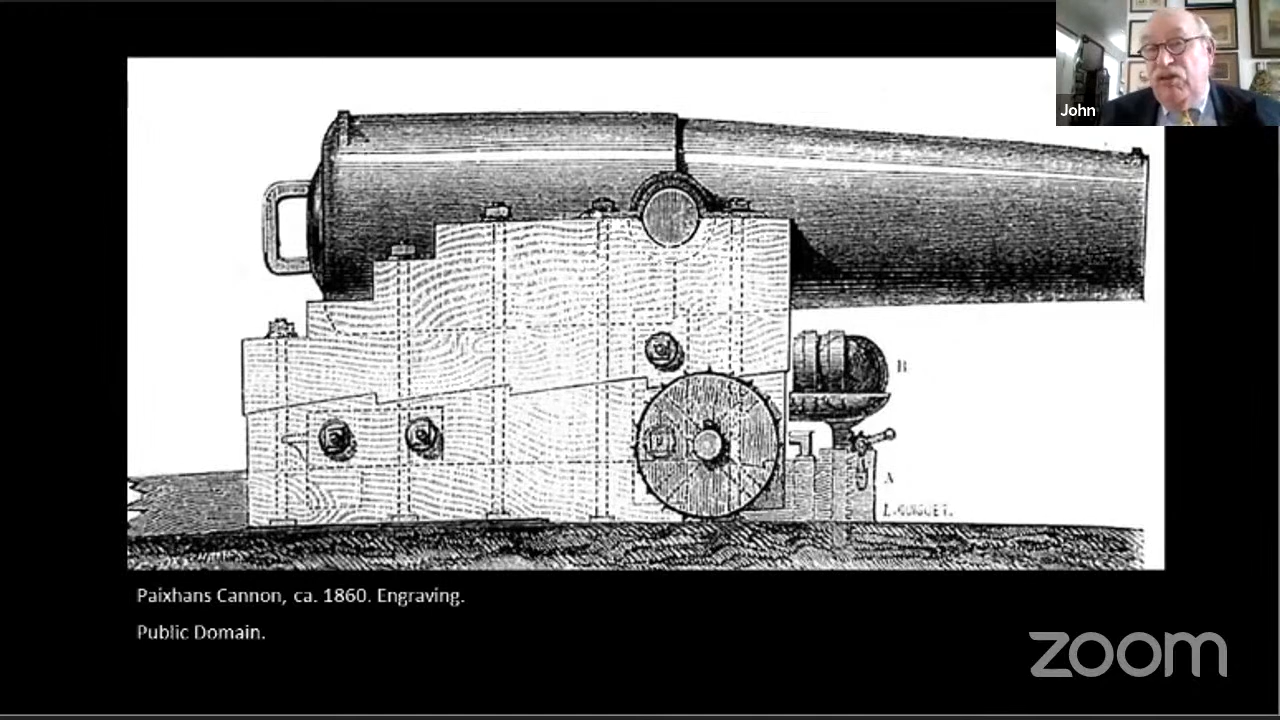 John
B
A
Paixhans Cannon, ca. 1860. Engraving.
Public Domain.
zoom